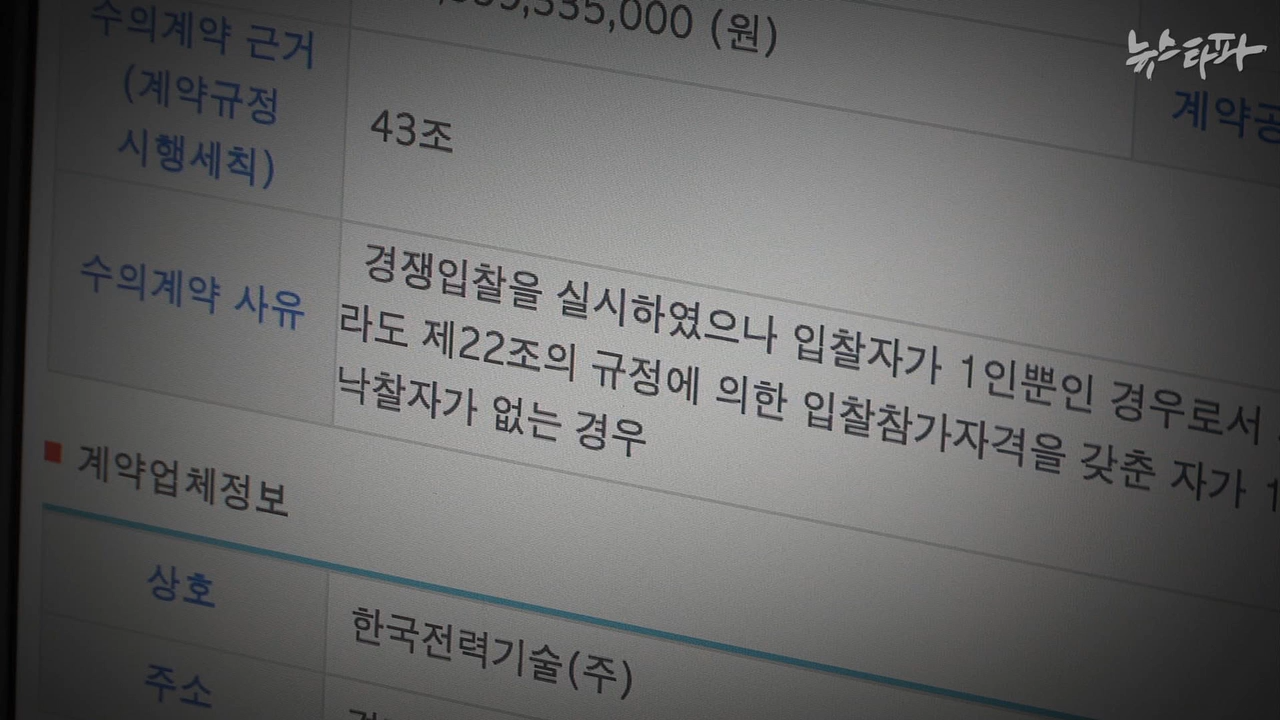 뉴스타파
,335,000 (원)
수의계약 근거
(계약규정
시행세칙)
43조
수의계약 사유
경쟁입찰을 실시하였으나 입찰자가 1인뿐인 경우로서
라도 제22조의 규정에 의한 입찰참가자격을 갖춘 자가
낙찰자가 없는 경우
■ 계약업체정보
상호
한국전력기술(주)
주소